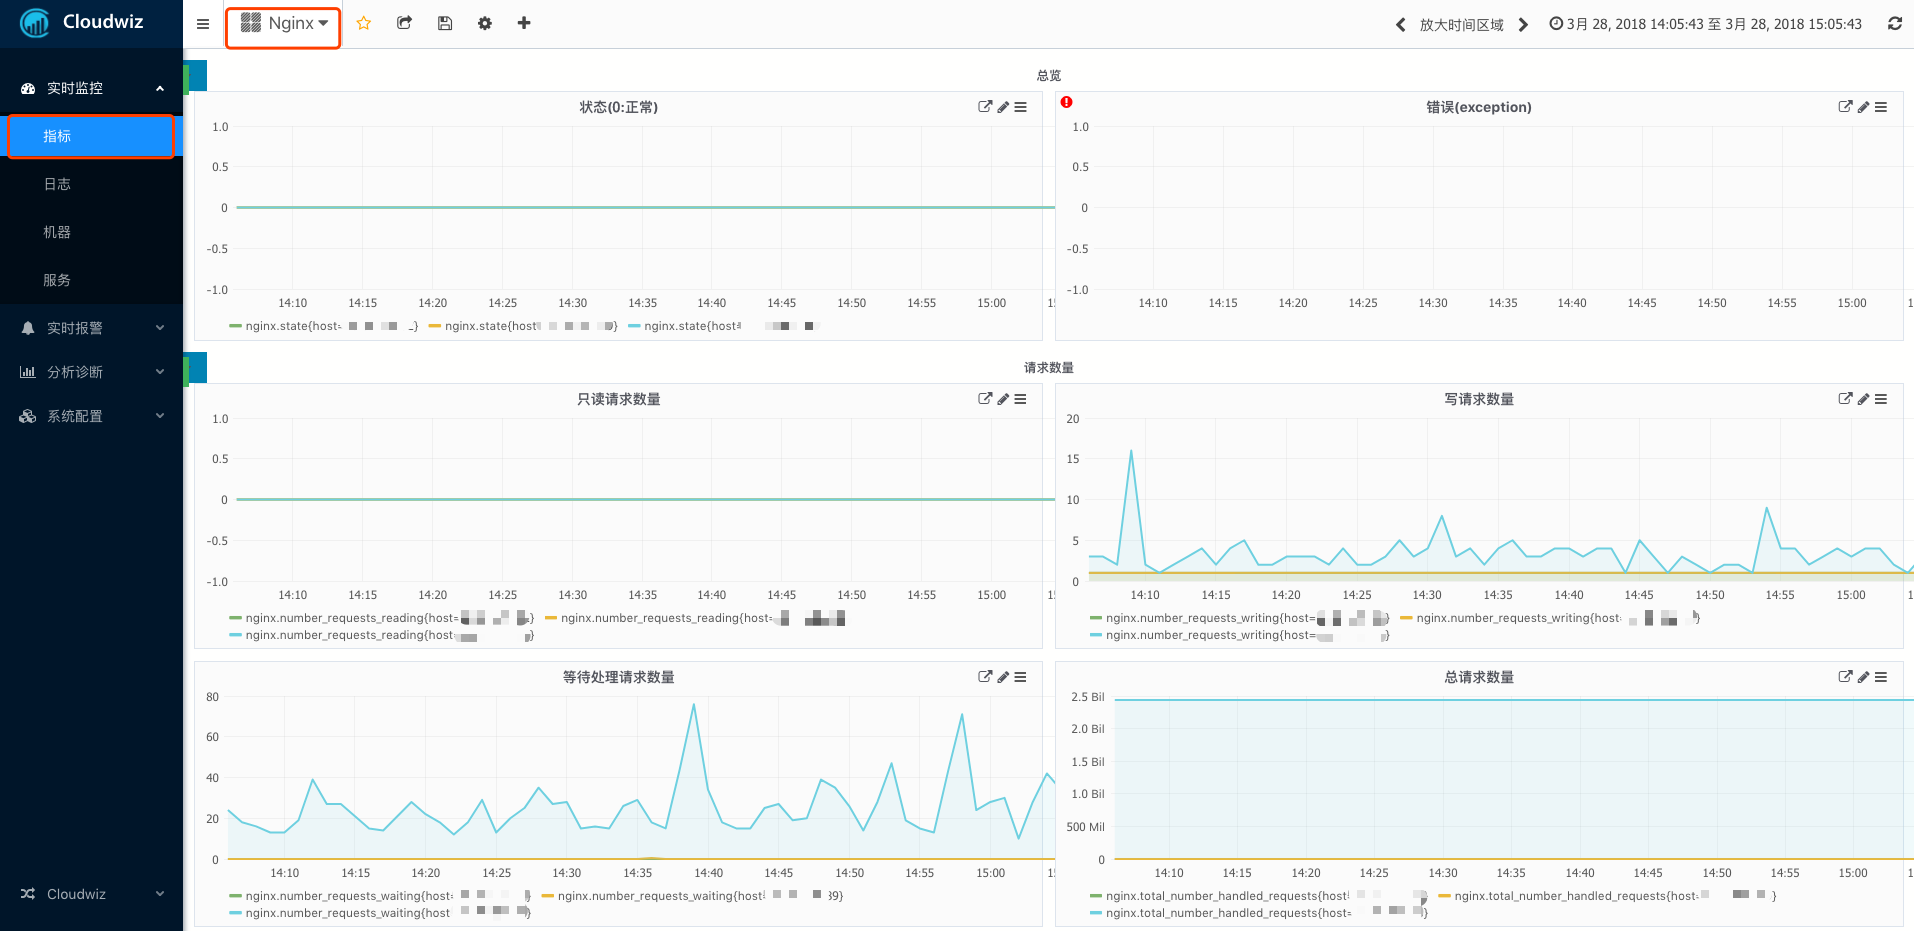 Cloudwiz
Nginx
放大时间区域
3月 28, 2018 14:05:43 至 3月 28, 2018 15:05:43
实时监控
指标
日志
机器
服务
实时报警
分析诊断
系统配置
Cloudwiz
总览
状态(0:正常)
1.0
0.5
0
-0.5
-1.0
14:10 14:15 14:20 14:25 14:30 14:35 14:40 14:45 14:50 14:55 15:00
nginx.state{host= } nginx.state{host } nginx.state{host
错误(exception)
1.0
0.5
0
-0.5
-1.0
14:10 14:15 14:20 14:25 14:30 14:35 14:40 14:45 14:50 14:55 15:00
请求数量
只读请求数量
1.0
0.5
0
-0.5
-1.0
14:10 14:15 14:20 14:25 14:30 14:35 14:40 14:45 14:50 14:55 15:00
nginx.number_requests_reading{host= } nginx.number_requests_reading{host=
nginx.number_requests_reading{host }
写请求数量
20
15
10
5
0
14:10 14:15 14:20 14:25 14:30 14:35 14:40 14:45 14:50 14:55 15:00
nginx.number_requests_writing{host= } nginx.number_requests_writing{host }
nginx.number_requests_writing{host= }
等待处理请求数量
80
60
40
20
0
14:10 14:15 14:20 14:25 14:30 14:35 14:40 14:45 14:50 14:55 15:00
nginx.number_requests_waiting{host= } nginx.number_requests_waiting{host 39}
nginx.number_requests_waiting{host }
总请求数量
2.5 Bil
2.0 Bil
1.5 Bil
1.0 Bil
500 Mil
0
14:10 14:15 14:20 14:25 14:30 14:35 14:40 14:45 14:50 14:55 15:00
nginx.total_number_handled_requests{host } nginx.total_number_handled_requests{host= }
nginx.total_number_handled_requests{host= }